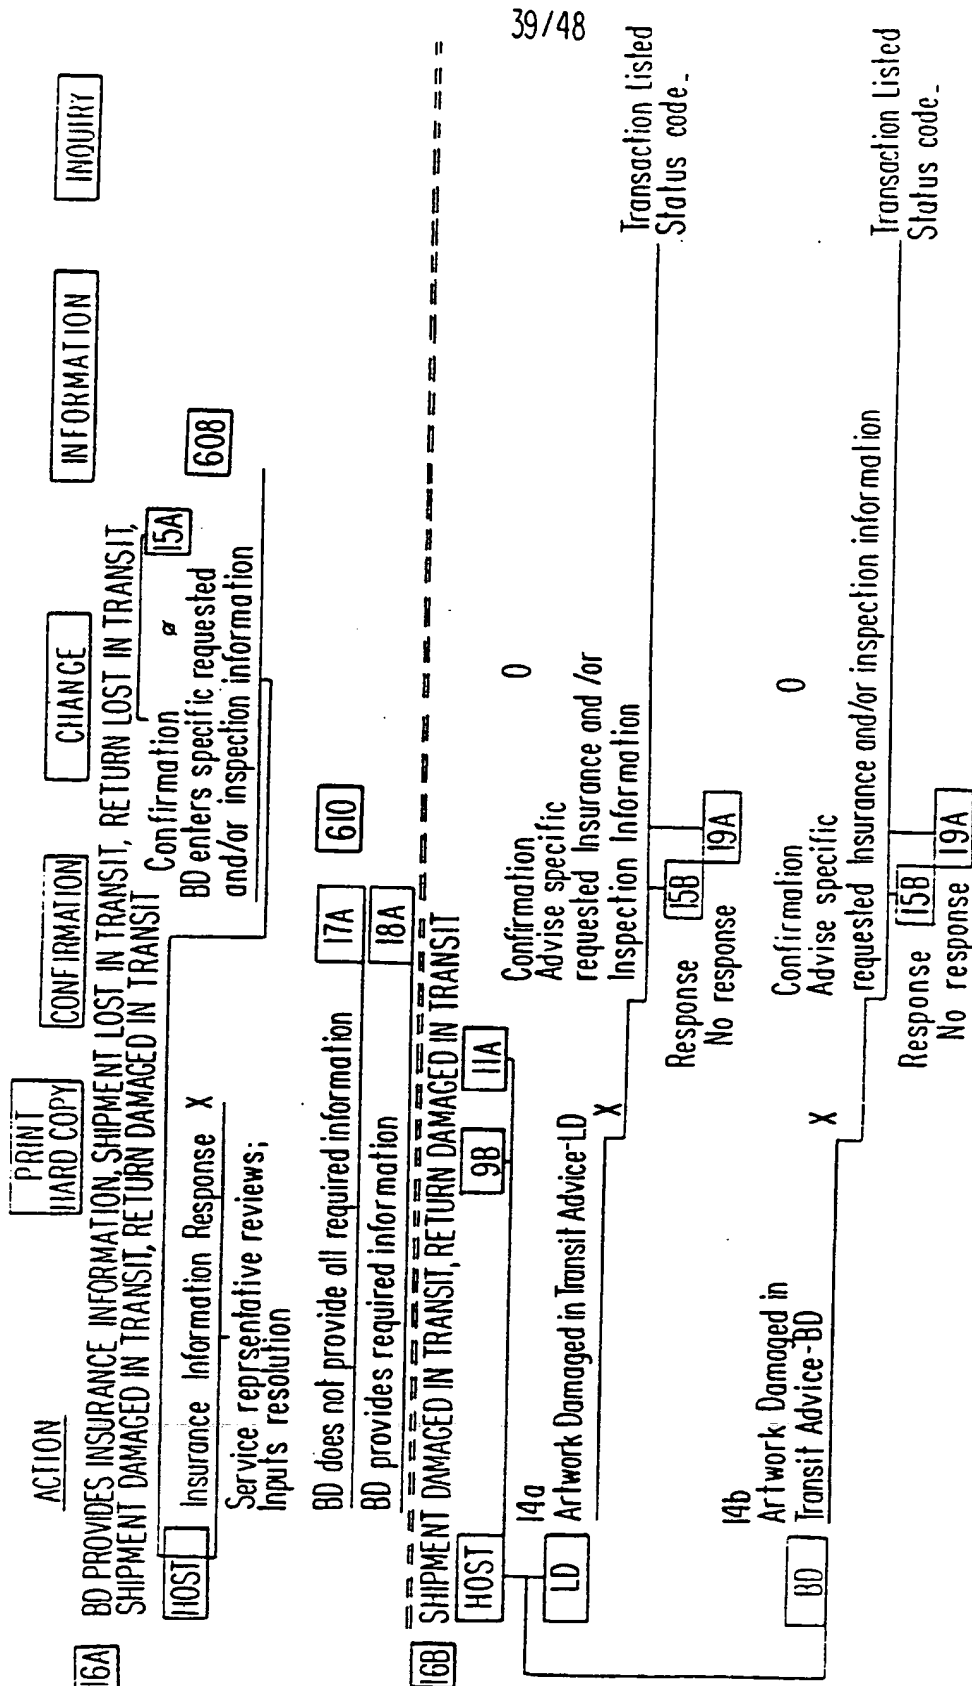 39/48
ACTION
PRINT
HARD COPY
CONFIRMATION
CHANGE
INFORMATION
INQUIRY
16A
BD PROVIDES INSURANCE INFORMATION, SHIPMENT LOST IN TRANSIT, RETURN LOST IN TRANSIT,
SHIPMENT DAMAGED IN TRANSIT, RETURN DAMAGED IN TRANSIT
15A
HOST
Insurance Information Response X
Confirmation ø
BD enters specific requested
and/or inspection information
608
Service reprsentative reviews;
Inputs resolution
BD does not provide all required information
17A
610
BD provides required information
18A
16B
SHIPMENT DAMAGED IN TRANSIT, RETURN DAMAGED IN TRANSIT
HOST
9B
11A
14a
LD
Artwork Damaged in Transit Advice-LD
X
Confirmation O
Advise specific
requested Insurance and /or
Inspection Information
Transaction Listed
Status code_
Response
15B
No response
19A
14b
BD
Artwork Damaged in
Transit Advice-BD
X
Confirmation O
Advise specific
requested Insurance and/or inspection information
Transaction Listed
Status code_
Response
15B
No response
19A